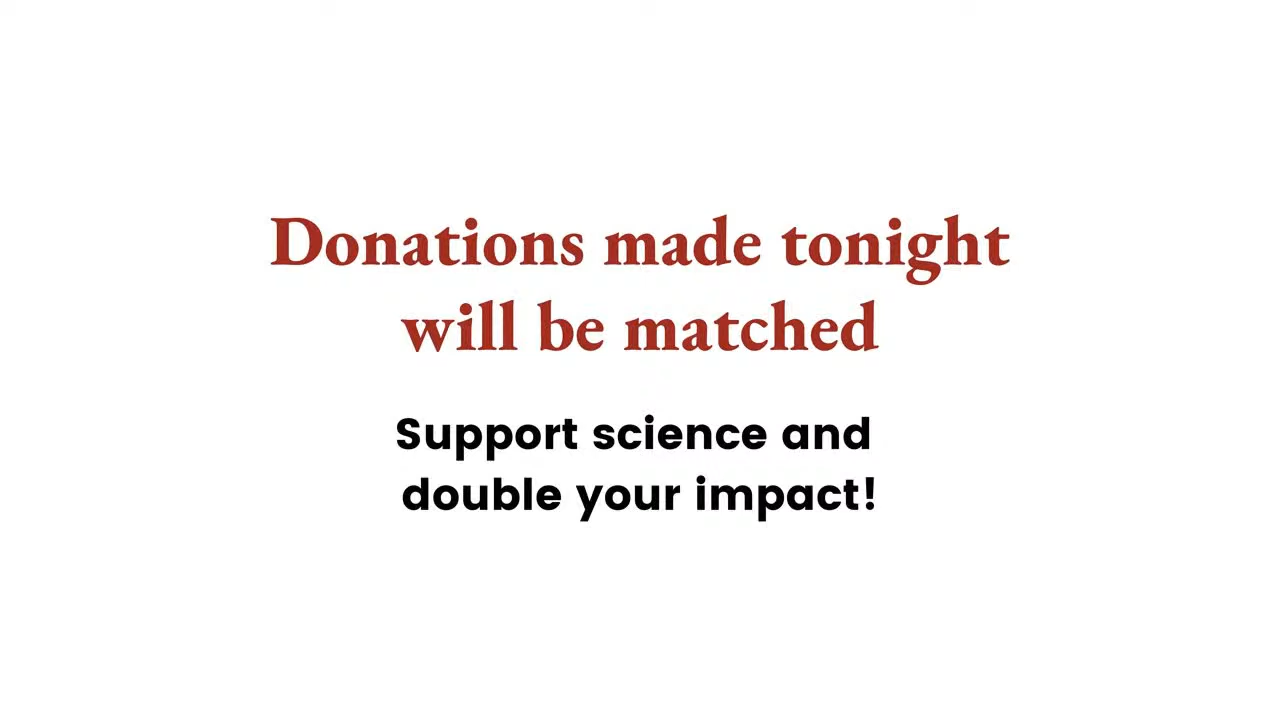 Donations made tonight
will be matched
Support science and
double your impact!